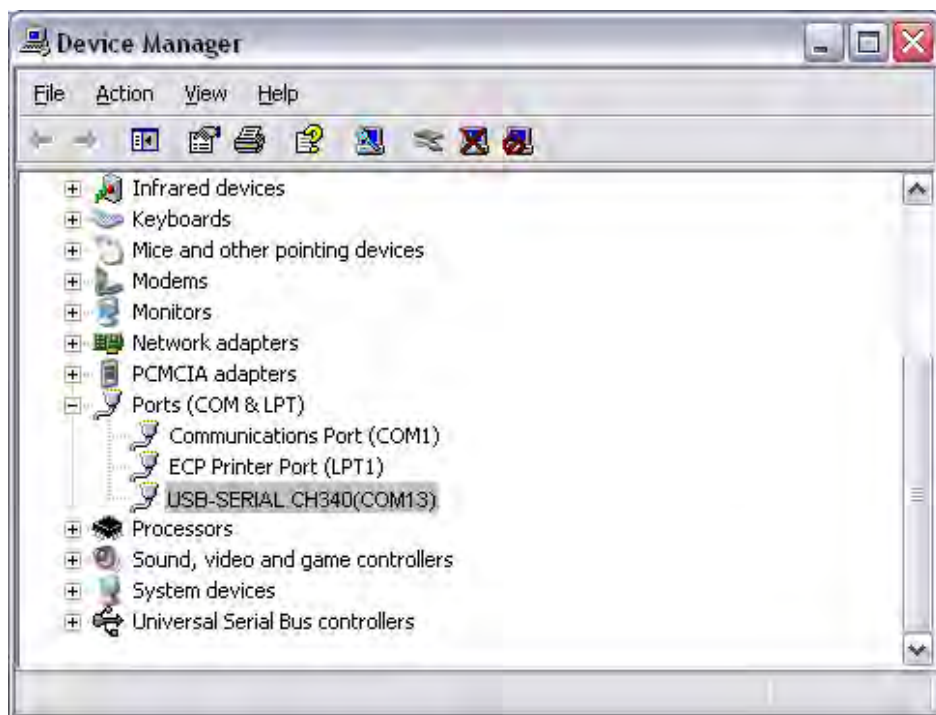 Device Manager
File Action View Help
Infrared devices
Keyboards
Mice and other pointing devices
Modems
Monitors
Network adapters
PCMCIA adapters
Ports (COM & LPT)
Communications Port (COM1)
ECP Printer Port (LPT1)
USB-SERIAL CH340(COM13)
Processors
Sound, video and game controllers
System devices
Universal Serial Bus controllers